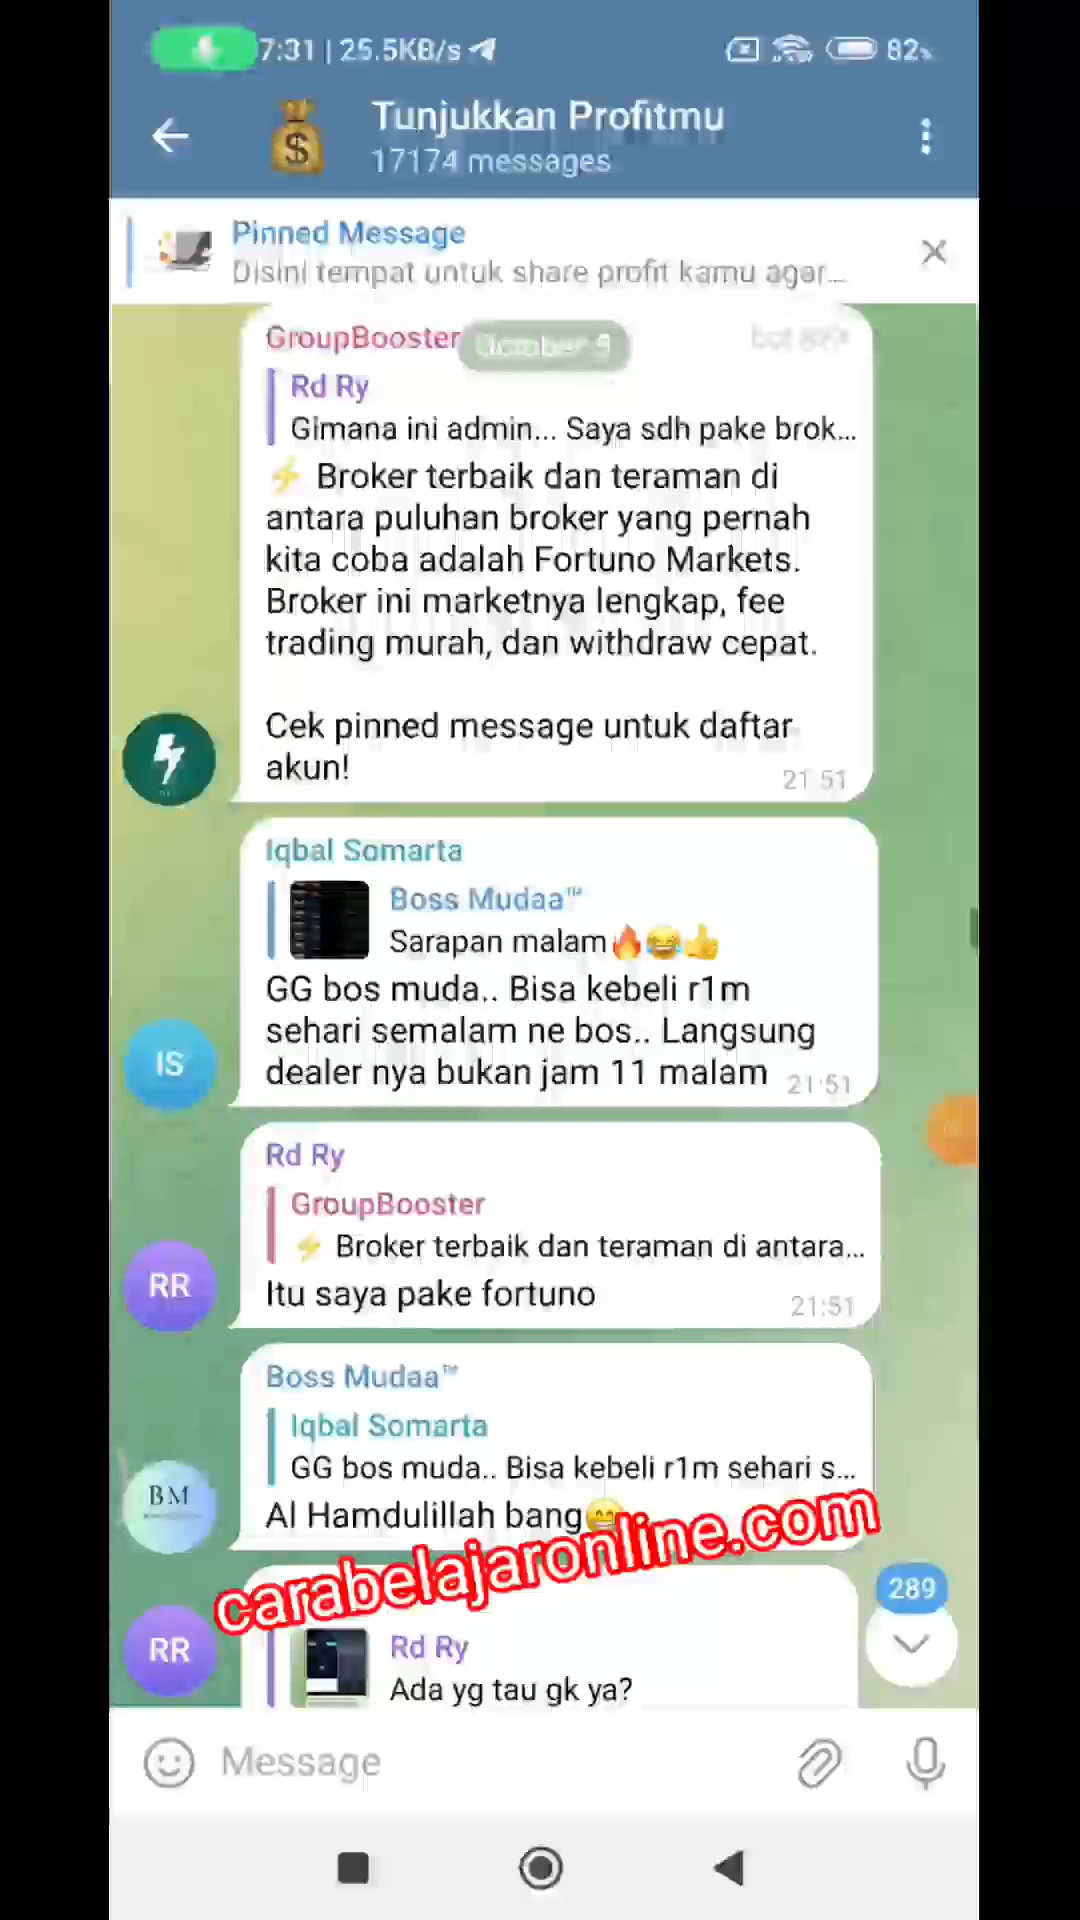 7:31 | 25.5KB/s
82%
Tunjukkan Profitmu
17174 messages
Pinned Message
Disini tempat untuk share profit kamu agar...
GroupBooster
October 5
bot
Rd Ry
Gimana ini admin... Saya sdh pake brok...
⚡ Broker terbaik dan teraman di
antara puluhan broker yang pernah
kita coba adalah Fortuno Markets.
Broker ini marketnya lengkap, fee
trading murah, dan withdraw cepat.
Cek pinned message untuk daftar
akun!
21:51
Iqbal Somarta
Boss Mudaa™
Sarapan malam🔥😂👍
GG bos muda.. Bisa kebeli r1m
sehari semalam ne bos.. Langsung
dealer nya bukan jam 11 malam
21:51
IS
Rd Ry
GroupBooster
⚡ Broker terbaik dan teraman di antara...
Itu saya pake fortuno
21:51
RR
Boss Mudaa™
Iqbal Somarta
GG bos muda.. Bisa kebeli r1m sehari s...
Al Hamdulillah bang😁
BM
carabelajaronline.com
289
RR
Rd Ry
Ada yg tau gk ya?
Message